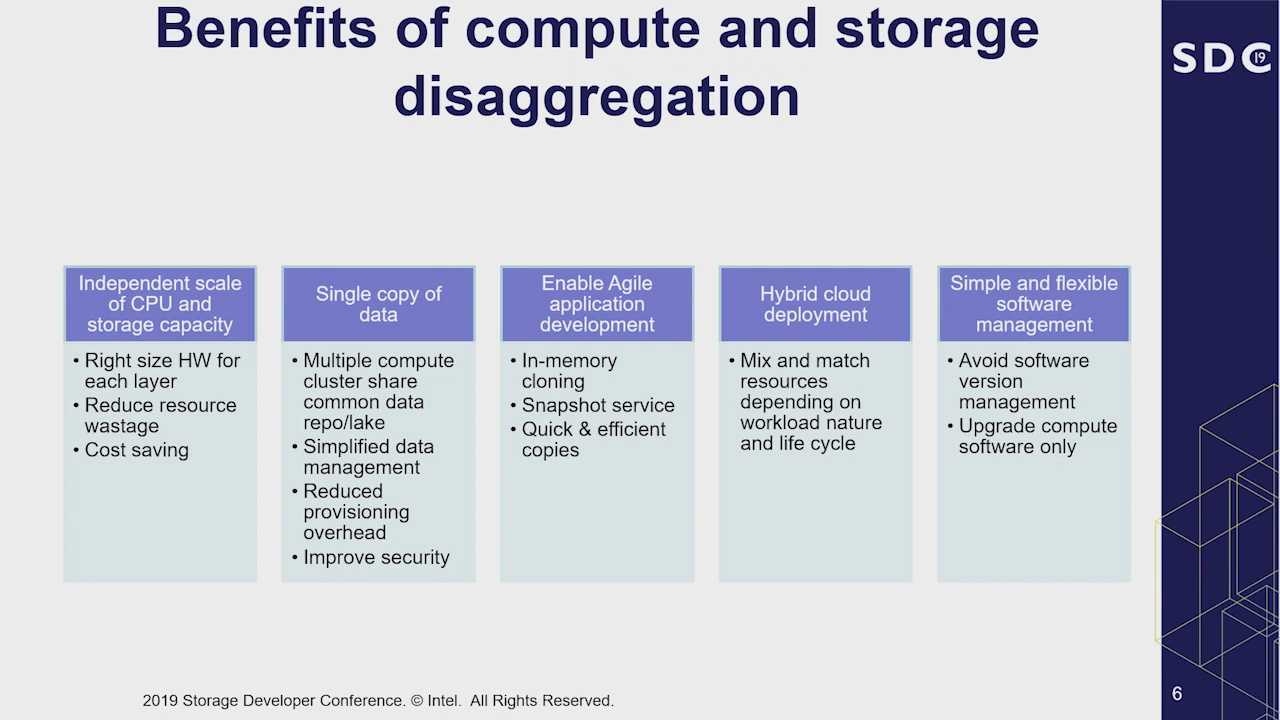 Benefits of compute and storage
disaggregation
SDC
19
Independent scale
of CPU and
storage capacity
• Right size HW for
each layer
• Reduce resource
wastage
• Cost saving
Single copy of
data
• Multiple compute
cluster share
common data
repo/lake
• Simplified data
management
• Reduced
provisioning
overhead
• Improve security
Enable Agile
application
development
• In-memory
cloning
• Snapshot service
• Quick & efficient
copies
Hybrid cloud
deployment
• Mix and match
resources
depending on
workload nature
and life cycle
Simple and flexible
software
management
• Avoid software
version
management
• Upgrade compute
software only
2019 Storage Developer Conference. © Intel.  All Rights Reserved.
6